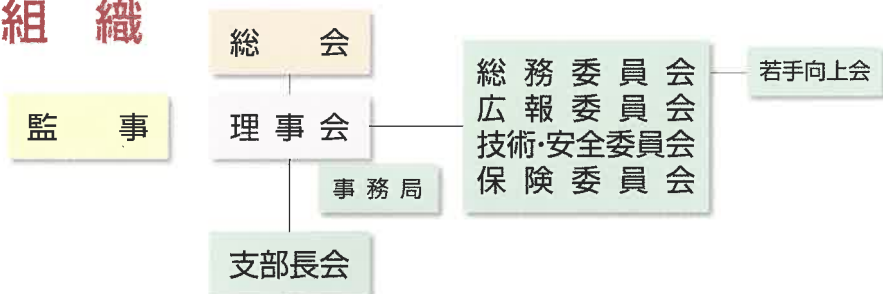 組織
総会
総務委員会
広報委員会
技術・安全委員会
保険委員会
若手向上会
監事
理事会
事務局
支部長会